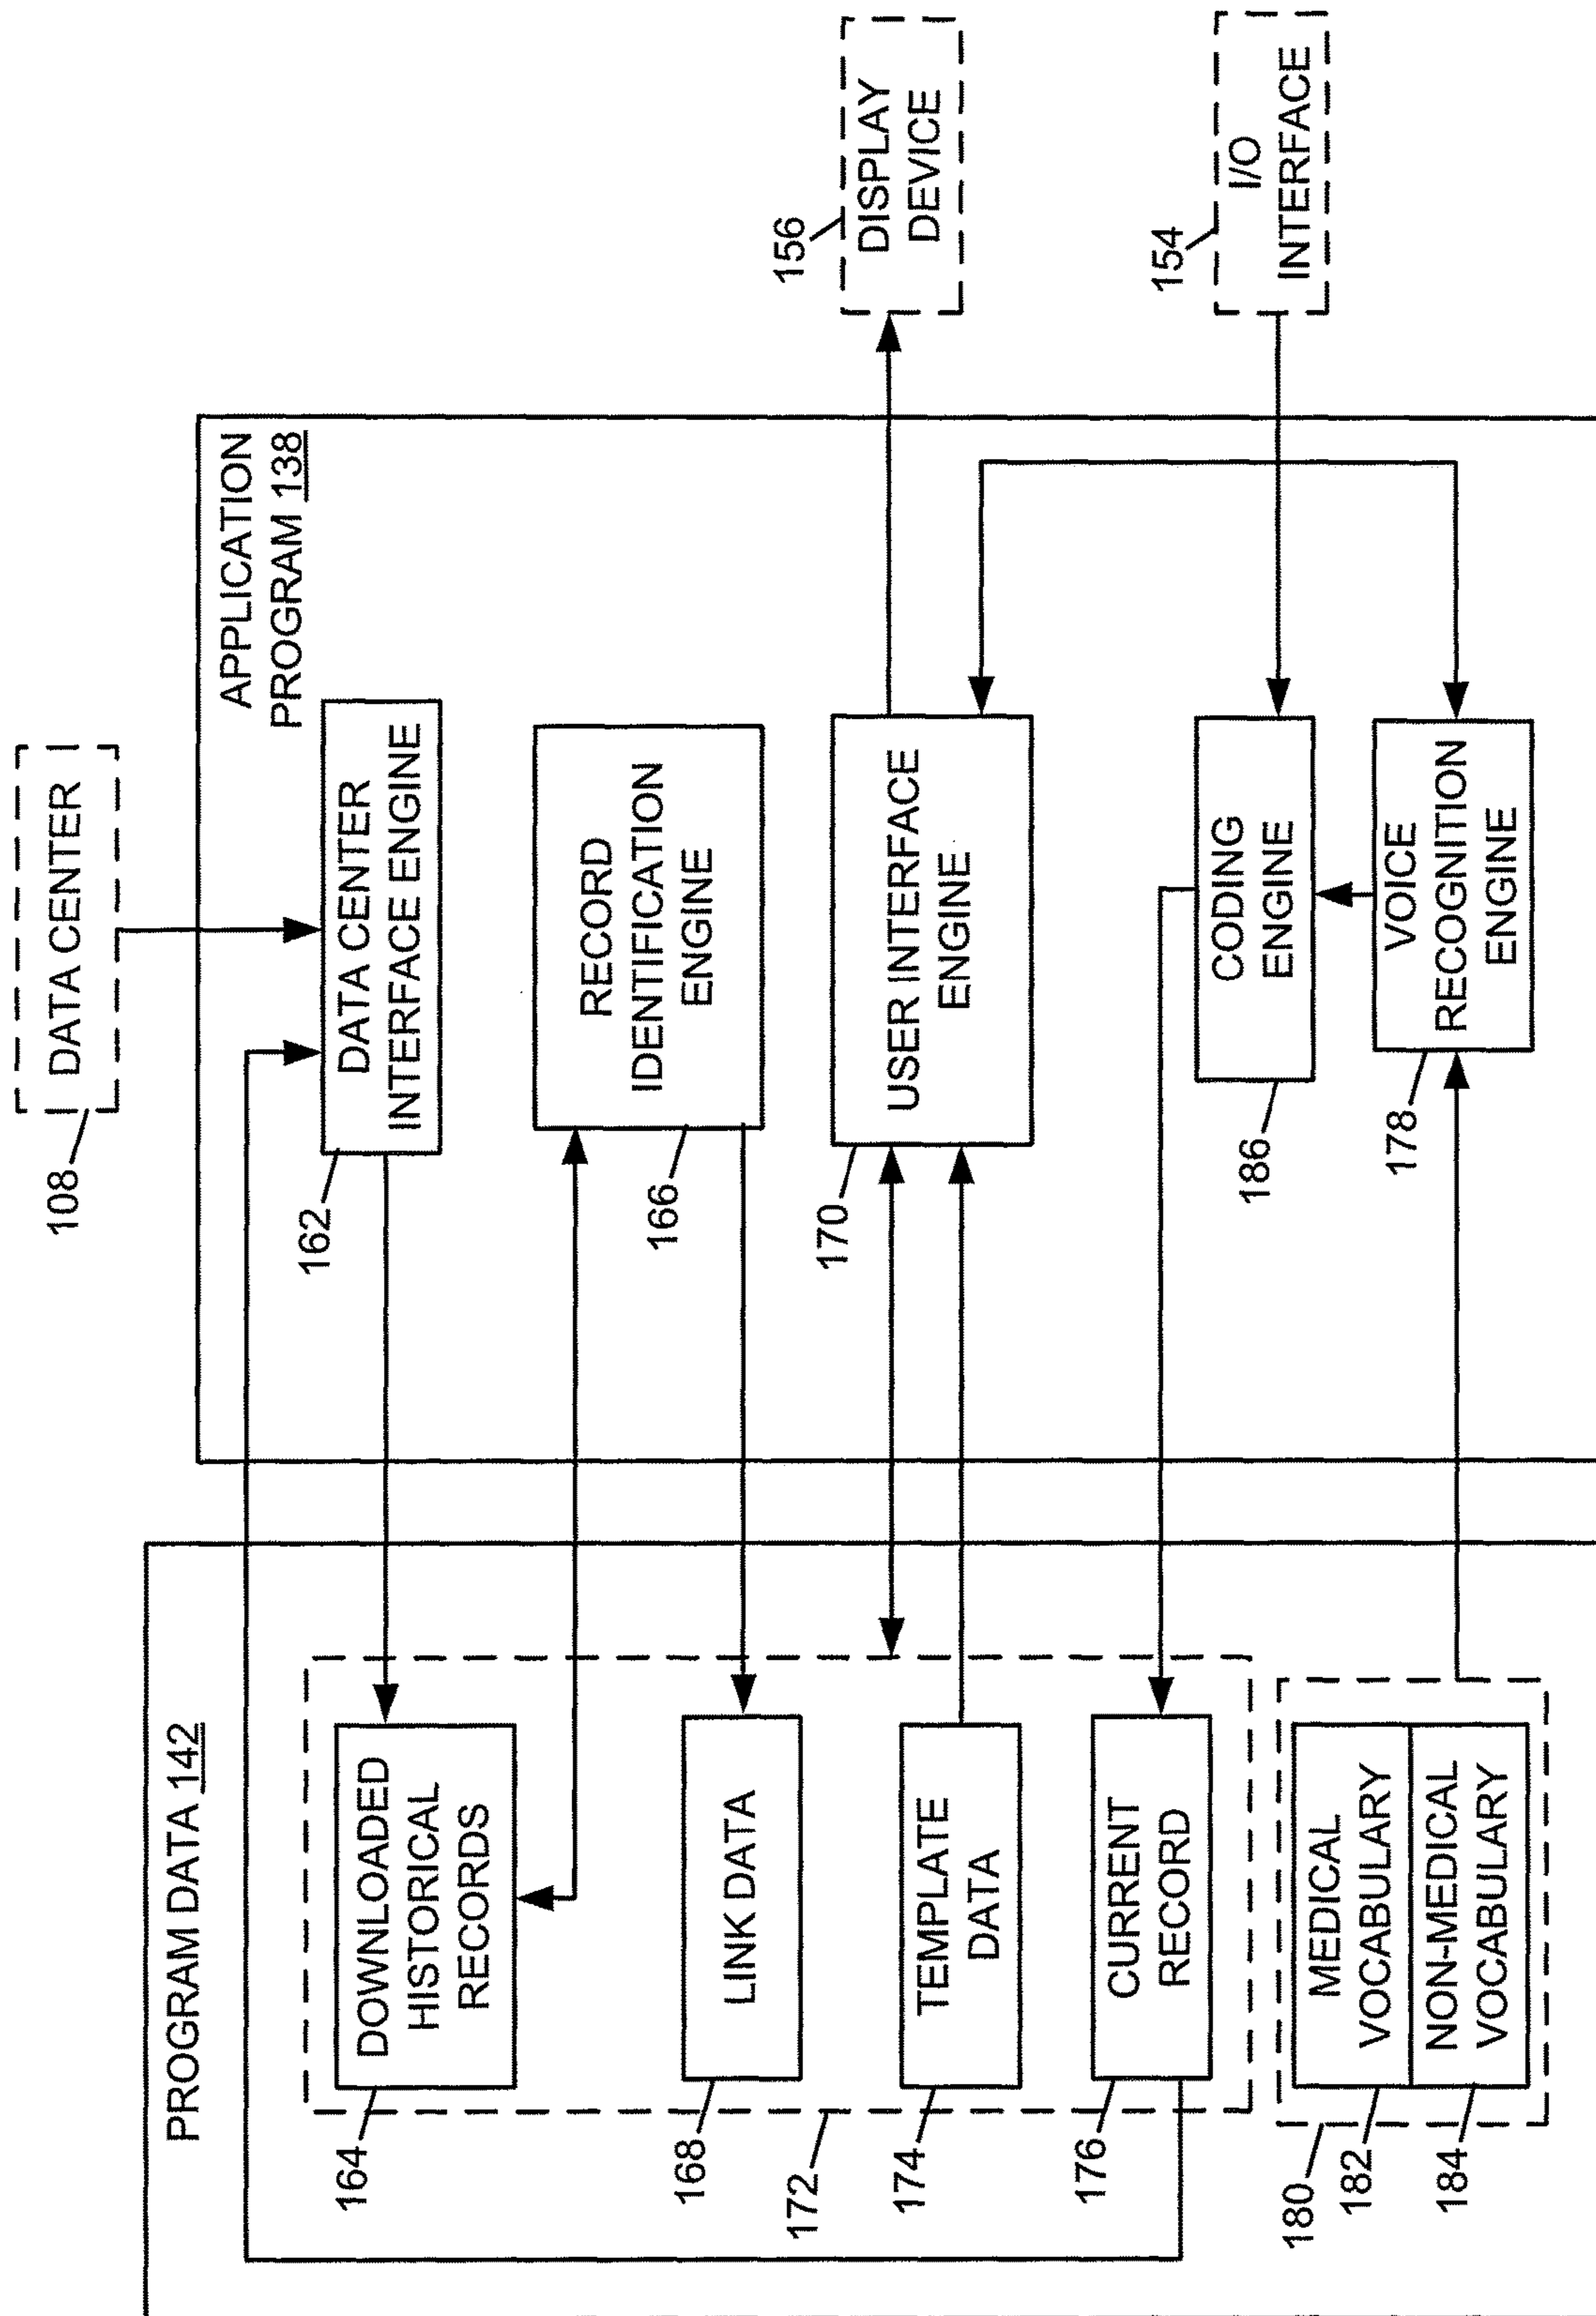 PROGRAM DATA 142
DOWNLOADED
HISTORICAL
RECORDS
164
LINK DATA
168
172
TEMPLATE
DATA
174
CURRENT
RECORD
176
MEDICAL
VOCABULARY
NON-MEDICAL
VOCABULARY
180
182
184
DATA CENTER
108
APPLICATION
PROGRAM 138
DATA CENTER
INTERFACE ENGINE
162
RECORD
IDENTIFICATION
ENGINE
166
USER INTERFACE
ENGINE
170
CODING
ENGINE
186
VOICE
RECOGNITION
ENGINE
178
156
DISPLAY
DEVICE
154
I/O
INTERFACE